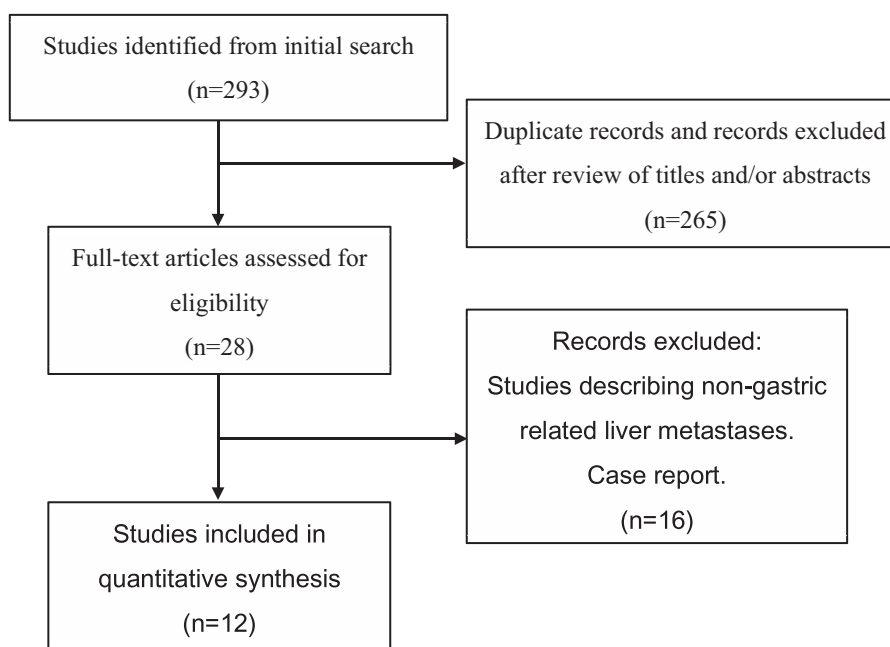 Studies identified from initial search
(n=293)
Duplicate records and records excluded
after review of titles and/or abstracts
(n=265)
Full-text articles assessed for
eligibility
(n=28)
Records excluded:
Studies describing non-gastric
related liver metastases.
Case report.
(n=16)
Studies included in
quantitative synthesis
(n=12)